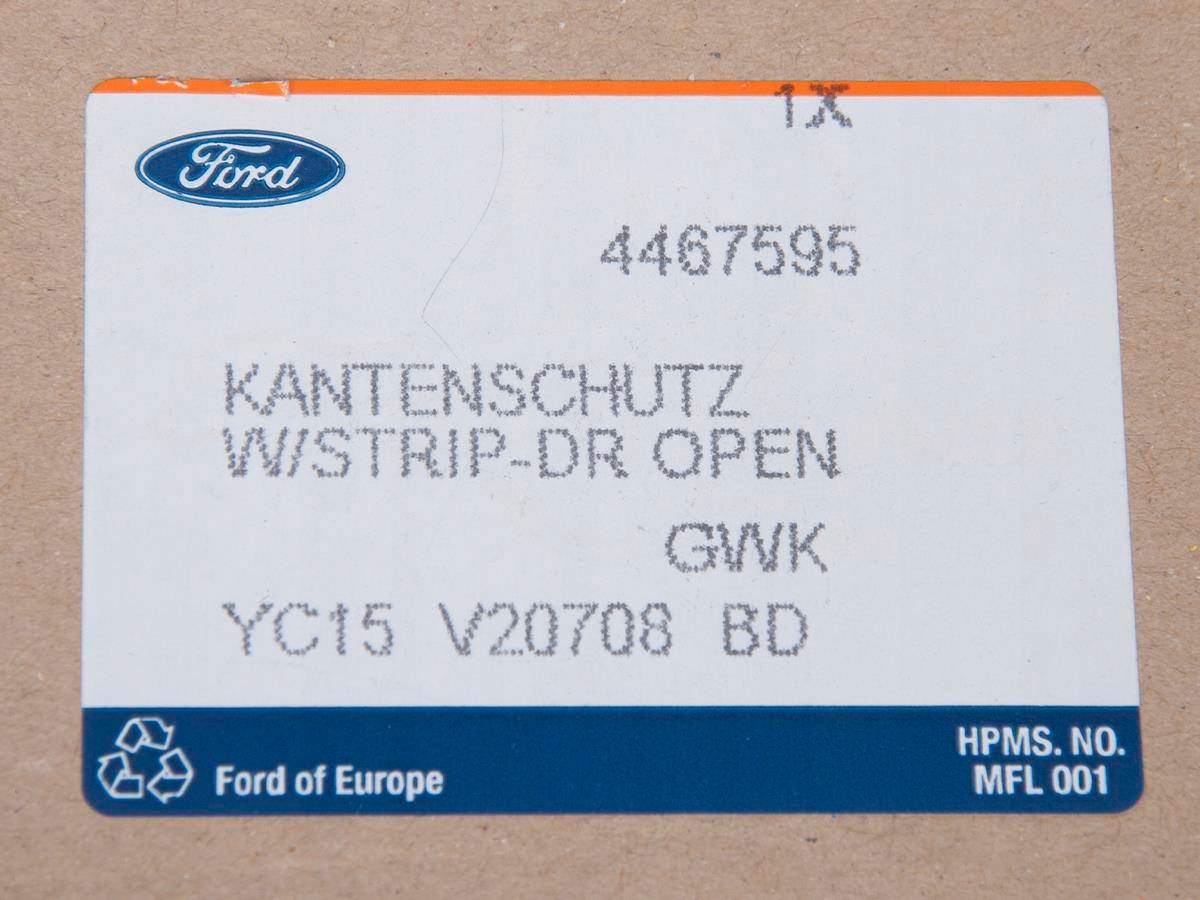 1X
Ford
4467595
KANTENSCHUTZ
W/STRIP-DR OPEN
GWK
YC15 V20708 BD
Ford of Europe
HPMS. NO.
MFL 001